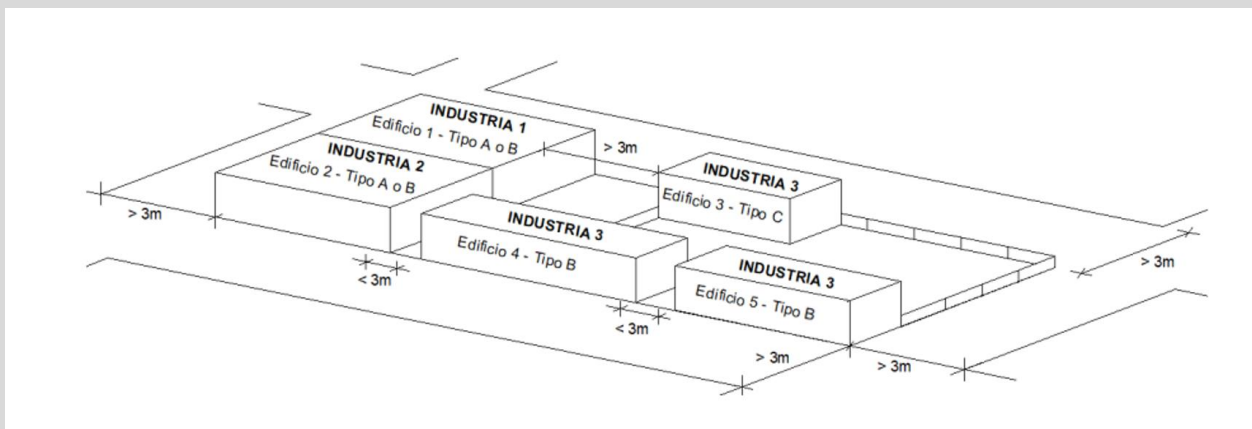 INDUSTRIA 1
Edificio 1 - Tipo A o B
> 3m
INDUSTRIA 2
Edificio 2 - Tipo A o B
INDUSTRIA 3
Edificio 3 - Tipo C
> 3m
INDUSTRIA 3
Edificio 4 - Tipo B
INDUSTRIA 3
Edificio 5 - Tipo B
> 3m
< 3m
< 3m
> 3m
> 3m